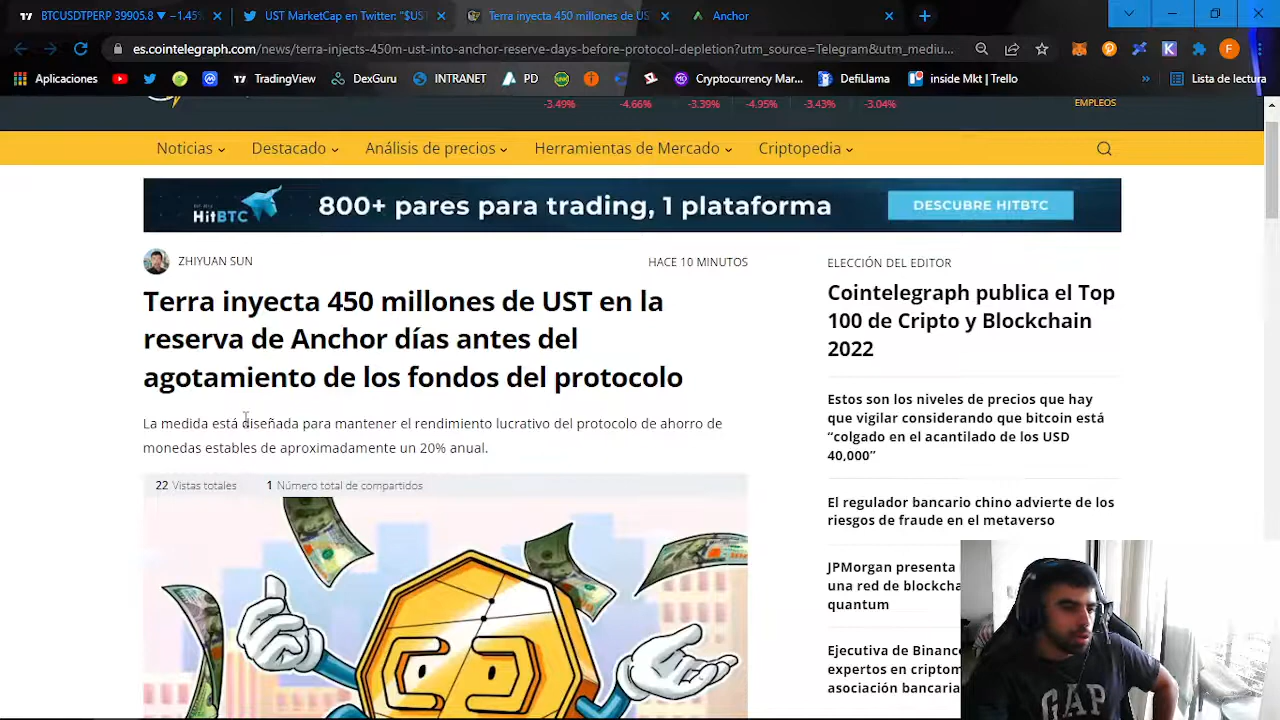 BTCUSDTPERP 39905.8 ▼ −1.45%
UST MarketCap en Twitter: "$UST
Terra inyecta 450 millones de US
Anchor
es.cointelegraph.com/news/terra-injects-450m-ust-into-anchor-reserve-days-before-protocol-depletion?utm_source=Telegram&utm_mediu...
Aplicaciones
TradingView
DexGuru
INTRANET
PD
Cryptocurrency Mar...
DefiLlama
inside Mkt | Trello
»
Lista de lectura
-3.49% -4.66% -3.39% -4.95% -3.43% -3.04%
EMPLEOS
Noticias Destacado Análisis de precios Herramientas de Mercado Criptopedia
HitBTC 800+ pares para trading, 1 plataforma DESCUBRE HITBTC
ZHIYUAN SUN HACE 10 MINUTOS
Terra inyecta 450 millones de UST en la
reserva de Anchor días antes del
agotamiento de los fondos del protocolo
La medida está diseñada para mantener el rendimiento lucrativo del protocolo de ahorro de
monedas estables de aproximadamente un 20% anual.
22 Vistas totales 1 Número total de compartidos
ELECCIÓN DEL EDITOR
Cointelegraph publica el Top
100 de Cripto y Blockchain
2022
Estos son los niveles de precios que hay
que vigilar considerando que bitcoin está
“colgado en el acantilado de los USD
40,000”
El regulador bancario chino advierte de los
riesgos de fraude en el metaverso
JPMorgan presenta
una red de blockcha
quantum
Ejecutiva de Binance
expertos en criptom
asociación bancaria
GAP